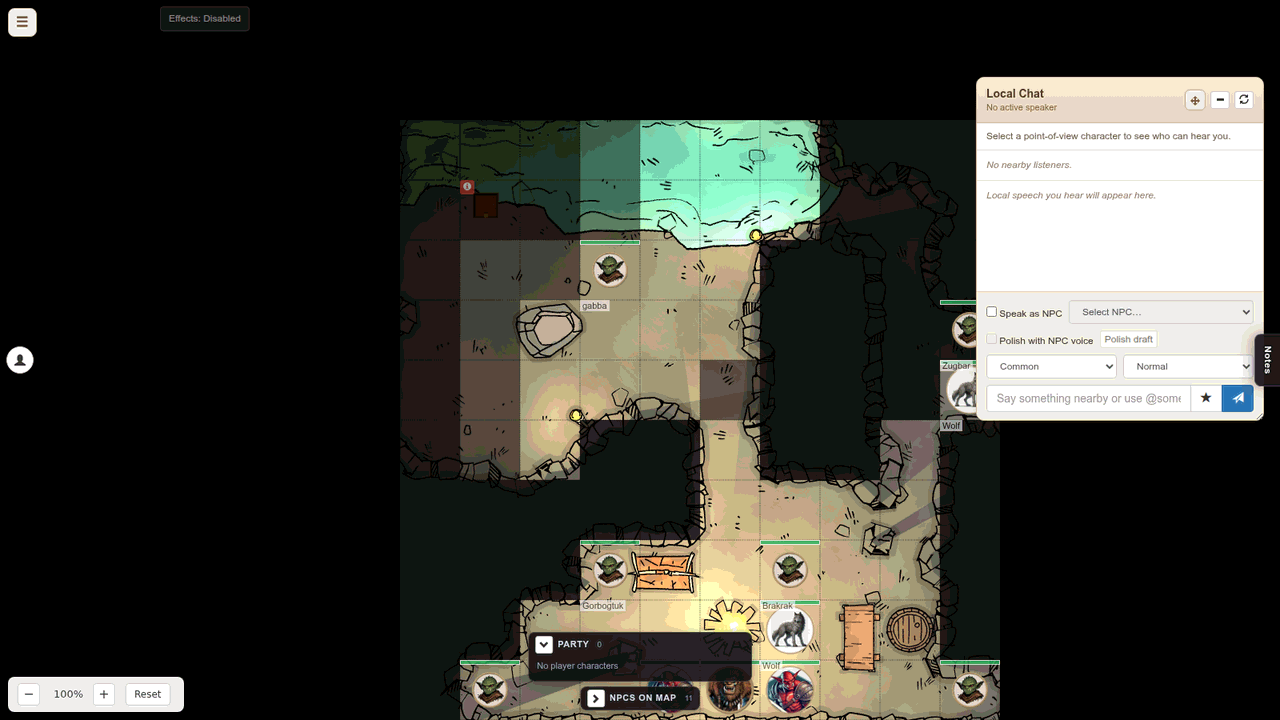 Effects: Disabled
Local Chat
No active speaker
Select a point-of-view character to see who can hear you.
No nearby listeners.
Local speech you hear will appear here.
Speak as NPC
Select NPC...
Polish with NPC voice
Polish draft
Common
Normal
Say something nearby or use @some
Notes
gabba
Zugbar
Wolf
Gorbogtuk
Brakrak
Wolf
PARTY 0
No player characters
NPCS ON MAP 11
100%
Reset